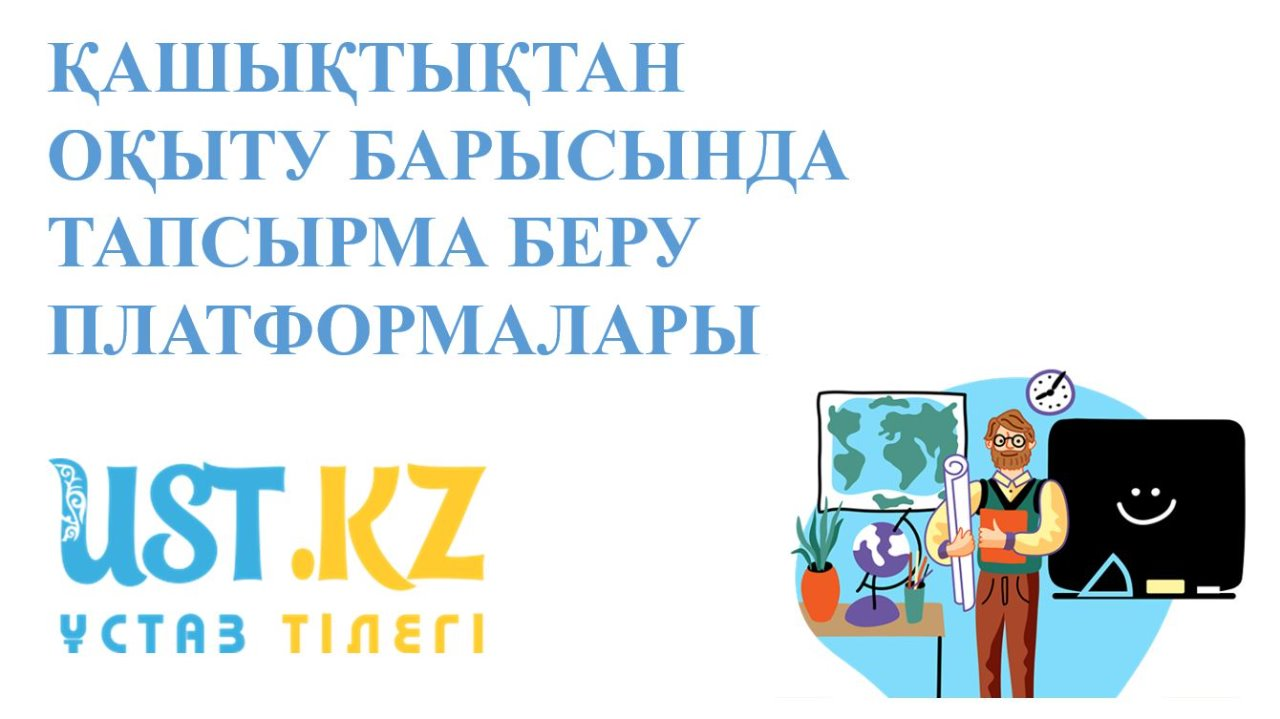 ҚАШЫҚТЫҚТАН
ОҚЫТУ БАРЫСЫНДА
ТАПСЫРМА БЕРУ
ПЛАТФОРМАЛАРЫ
UST.KZ
ҰСТАЗ ТІЛЕГІ